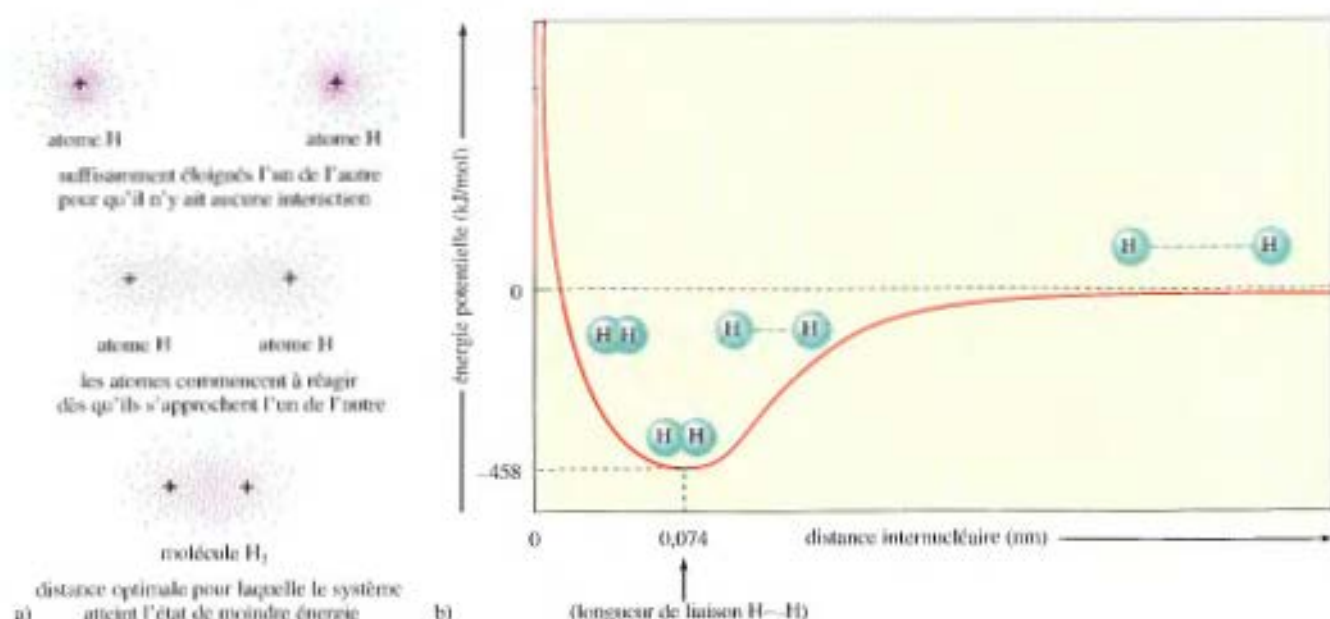 atome H
atome H
suffisamment éloignés l'un de l'autre
pour qu'il n'y ait aucune interaction
atome H
atome H
les atomes commencent à réagir
dès qu'ils s'approchent l'un de l'autre
molécule H₂
distance optimale pour laquelle le système
a) atteint l'état de moindre énergie
énergie potentielle (kJ/mol)
0
–458
H H
H H
H H
H H
0
0,074
distance internucléaire (nm)
b)
(longueur de liaison H—H)